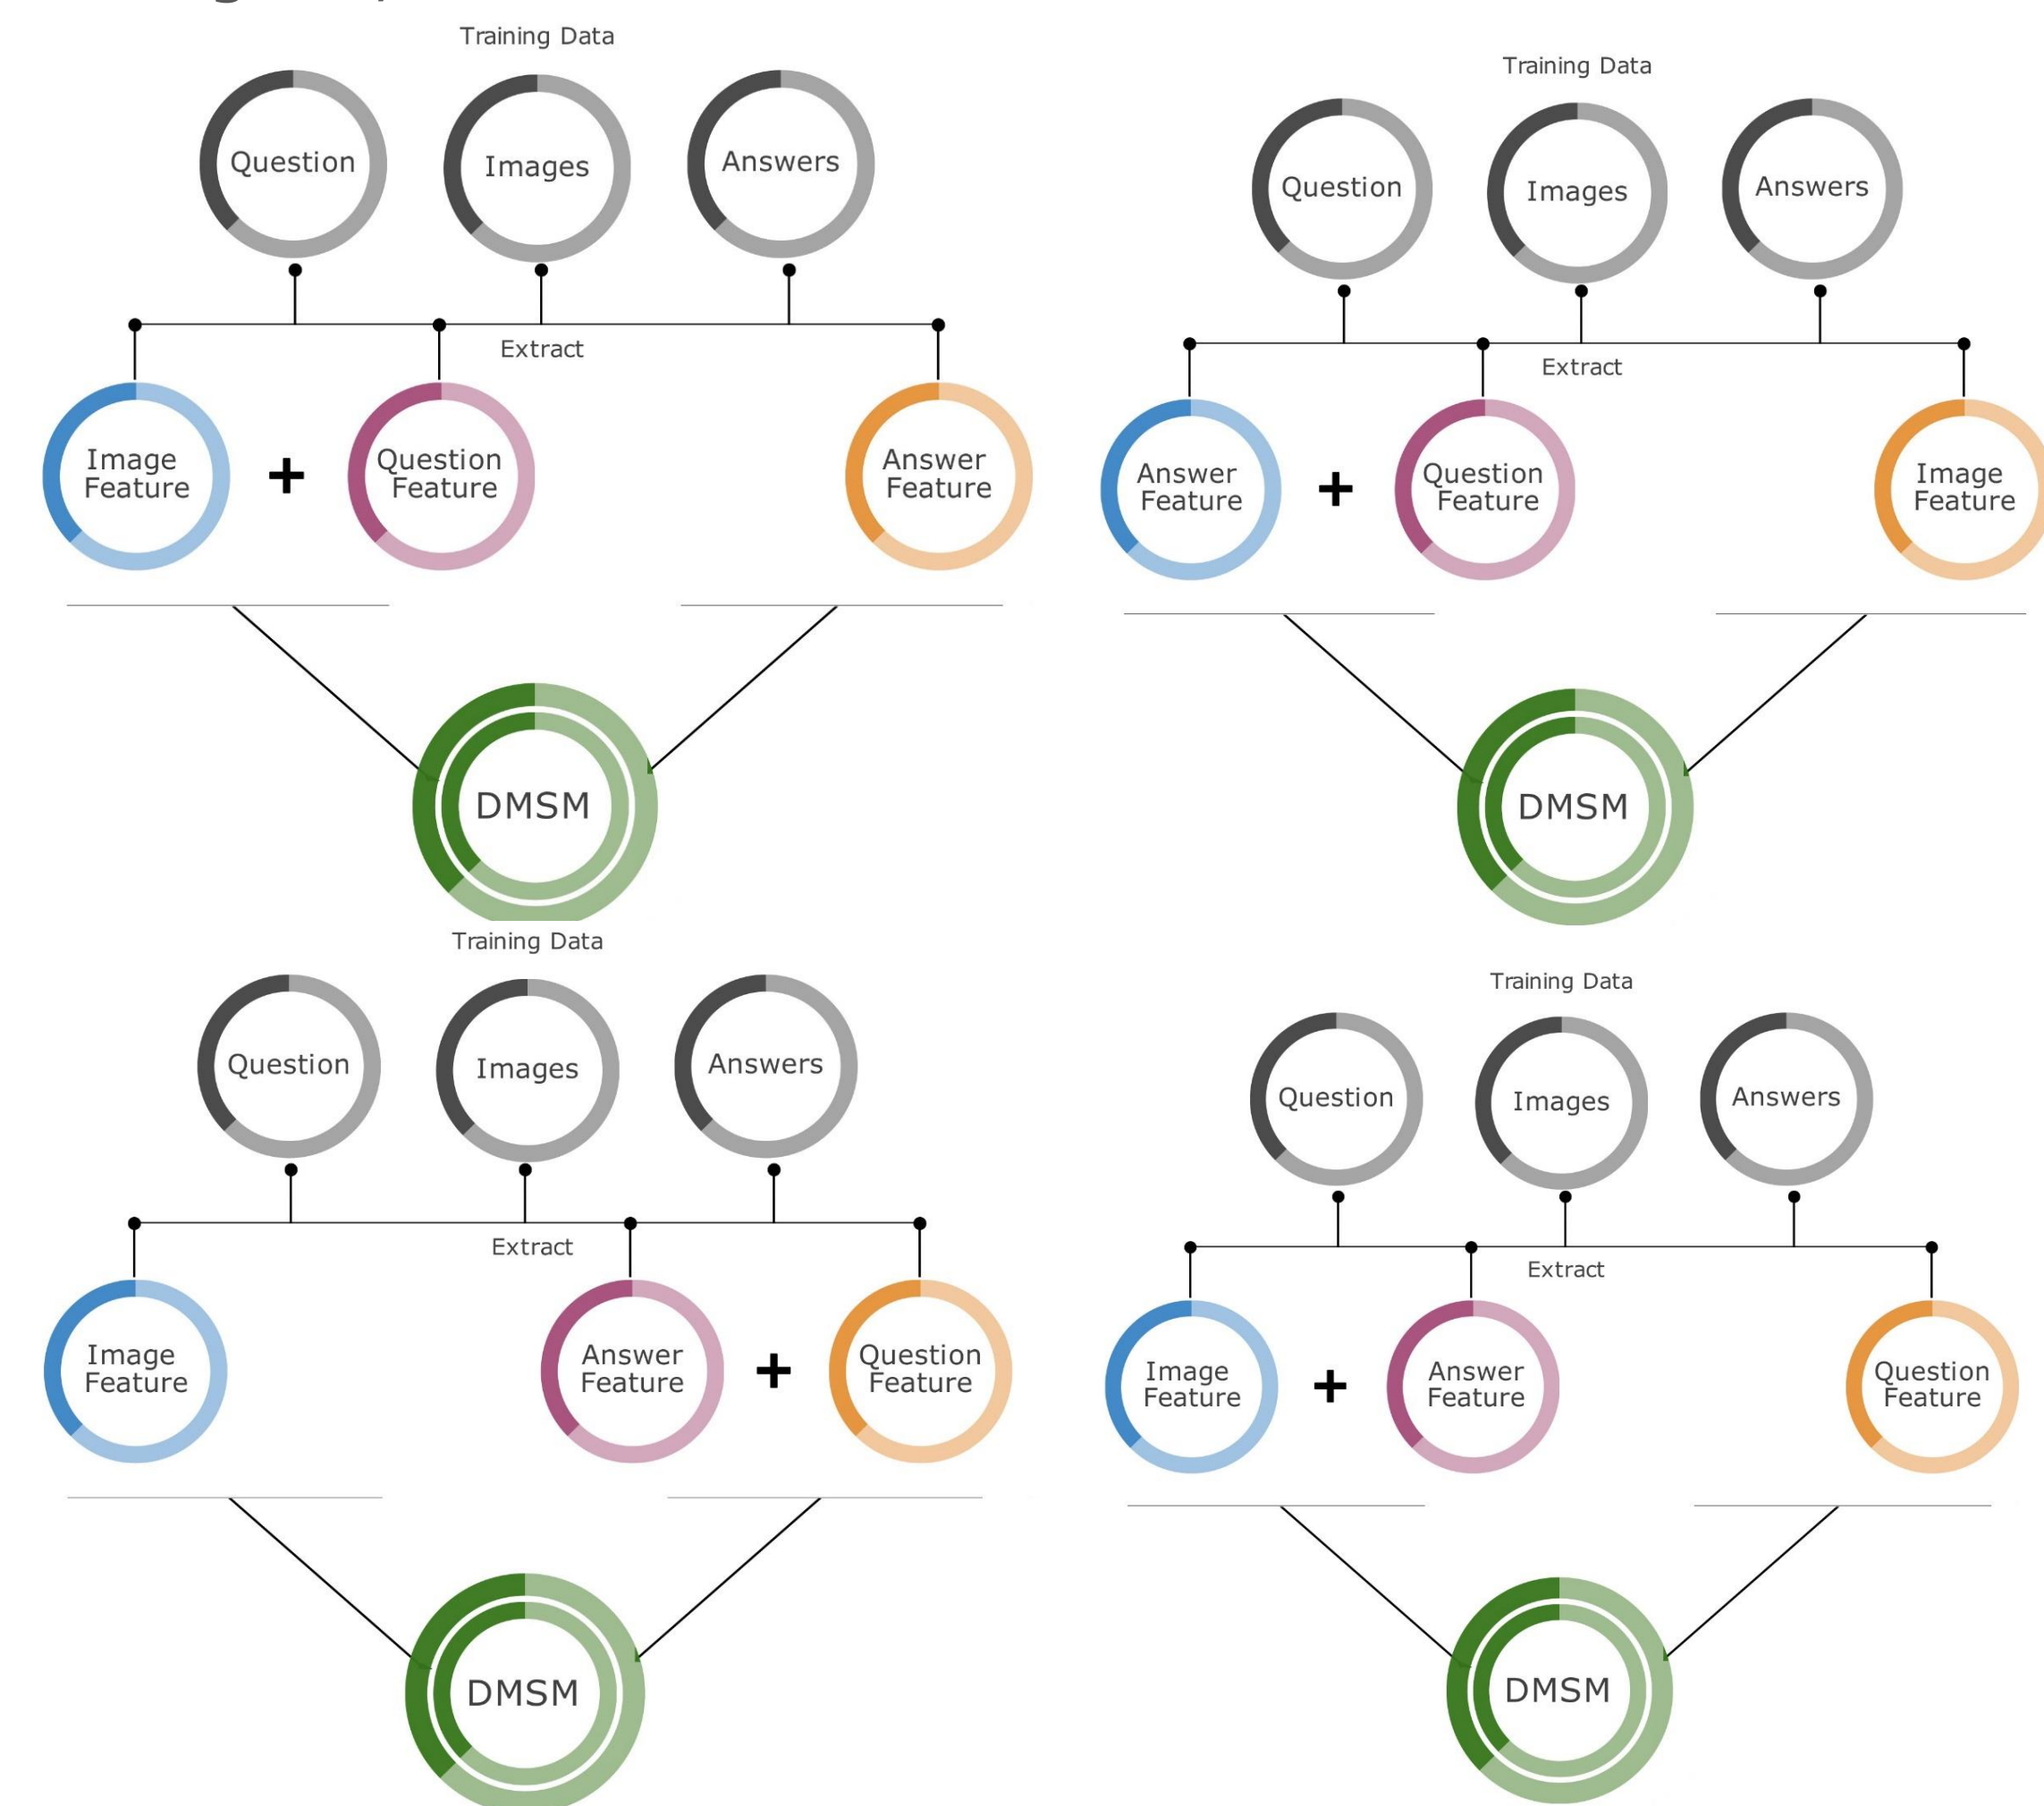 Training Data
Question
Images
Answers
Extract
Image
Feature
+
Question
Feature
Answer
Feature
DMSM
Training Data
Question
Images
Answers
Extract
Answer
Feature
+
Question
Feature
Image
Feature
DMSM
Training Data
Question
Images
Answers
Extract
Image
Feature
Answer
Feature
+
Question
Feature
DMSM
Training Data
Question
Images
Answers
Extract
Image
Feature
+
Answer
Feature
Question
Feature
DMSM